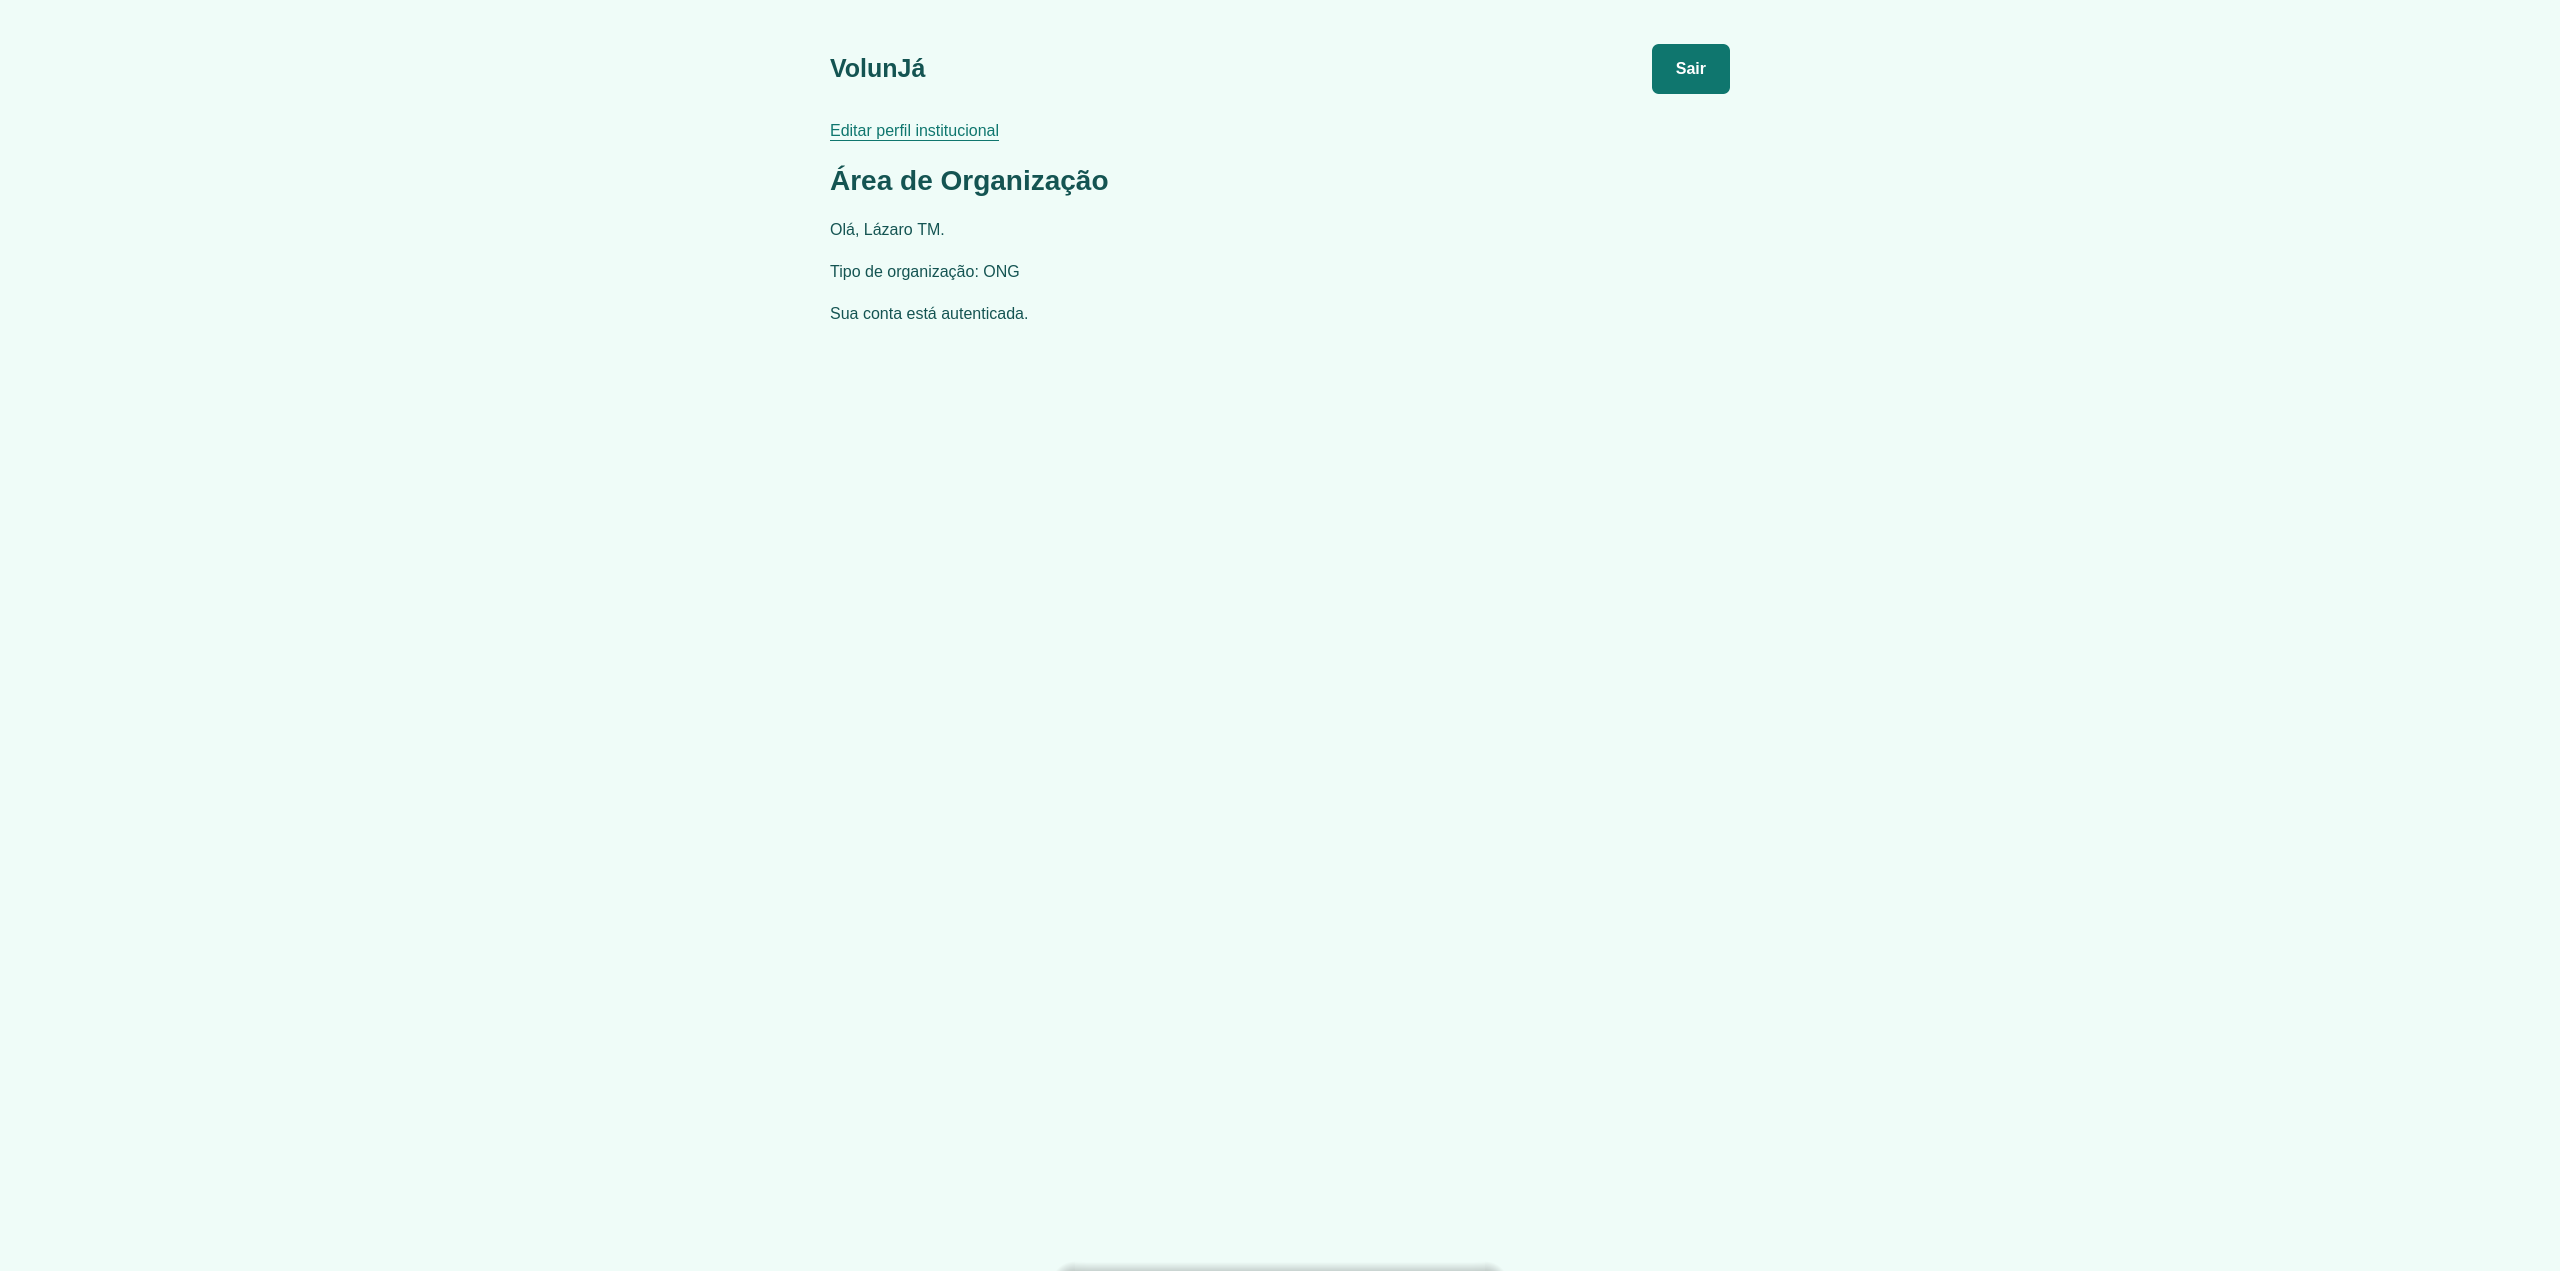 VolunJá
Sair
Editar perfil institucional
Área de Organização
Olá, Lázaro TM.
Tipo de organização: ONG
Sua conta está autenticada.